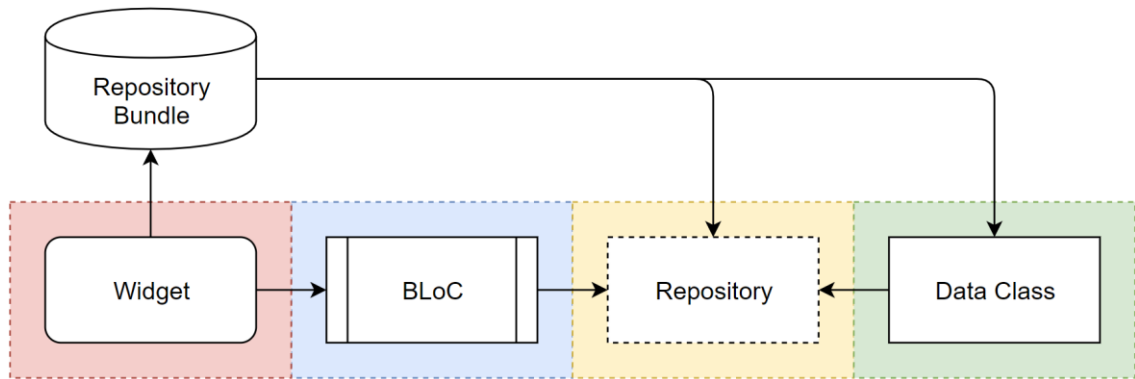 Repository
Bundle
Widget
BLoC
Repository
Data Class